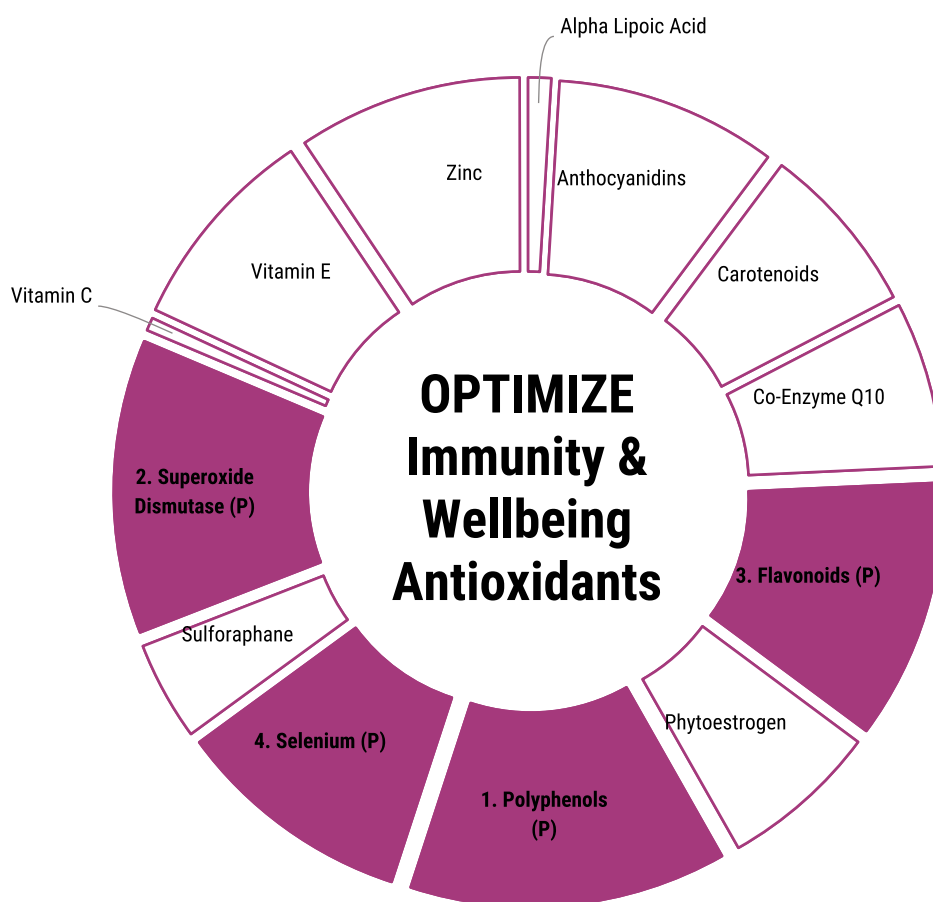 Alpha Lipoic Acid
Zinc
Anthocyanidins
Vitamin E
Carotenoids
Vitamin C
Co-Enzyme Q10
OPTIMIZE
Immunity &
Wellbeing
Antioxidants
2. Superoxide
Dismutase (P)
3. Flavonoids (P)
Sulforaphane
Phytoestrogen
4. Selenium (P)
1. Polyphenols
(P)